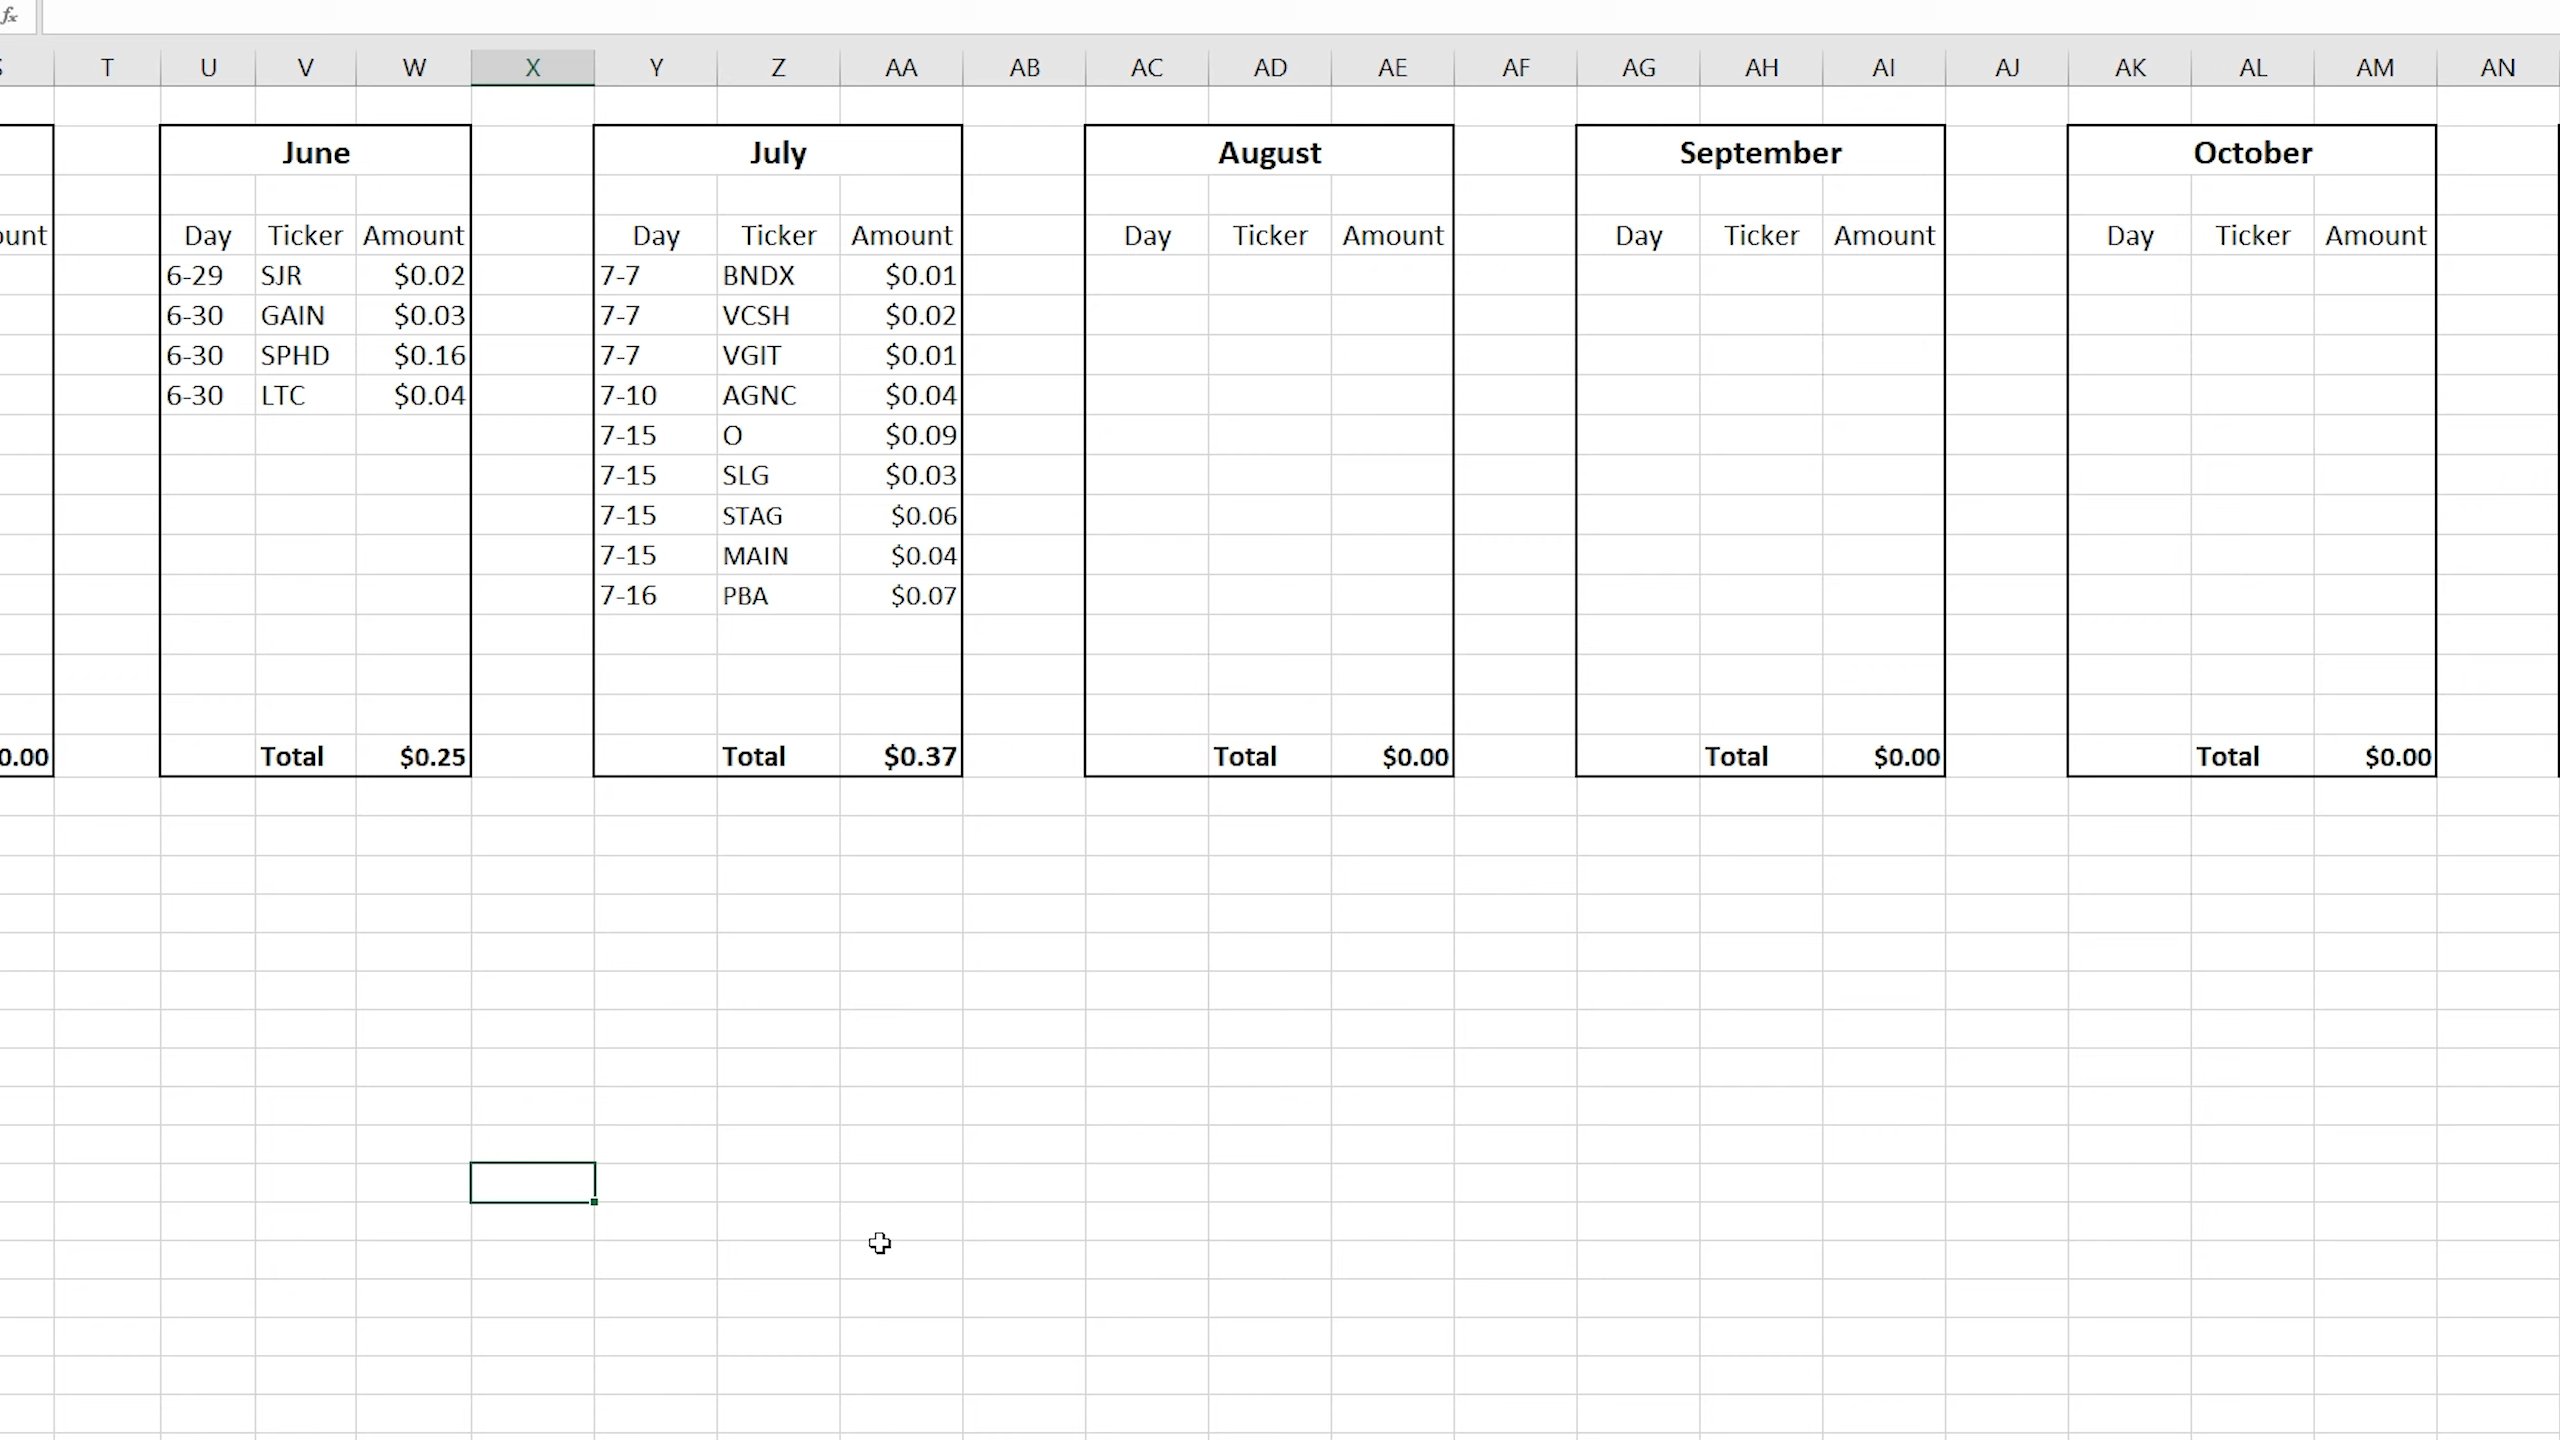 fx
T U V W X Y Z AA AB AC AD AE AF AG AH AI AJ AK AL AM AN
June July August September October
ount Day Ticker Amount Day Ticker Amount Day Ticker Amount Day Ticker Amount Day Ticker Amount
6-29 SJR $0.02 7-7 BNDX $0.01
6-30 GAIN $0.03 7-7 VCSH $0.02
6-30 SPHD $0.16 7-7 VGIT $0.01
6-30 LTC $0.04 7-10 AGNC $0.04
7-15 O $0.09
7-15 SLG $0.03
7-15 STAG $0.06
7-15 MAIN $0.04
7-16 PBA $0.07
0.00 Total $0.25 Total $0.37 Total $0.00 Total $0.00 Total $0.00